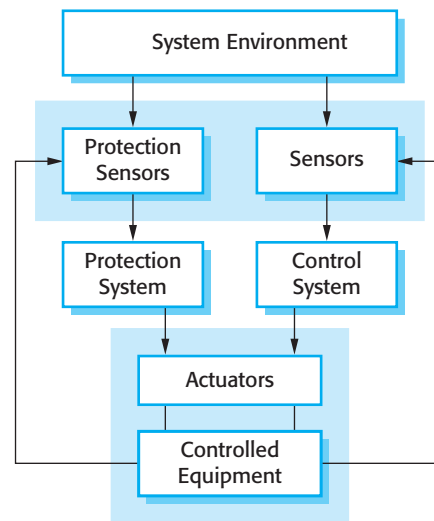 System Environment
Protection
Sensors
Sensors
Protection
System
Control
System
Actuators
Controlled
Equipment